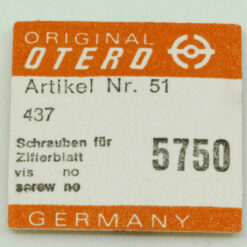 ORIGINAL
OTERO
Artikel Nr. 51
437
Schrauben für
Zifferblatt
vis no
screw no
5750
GERMANY